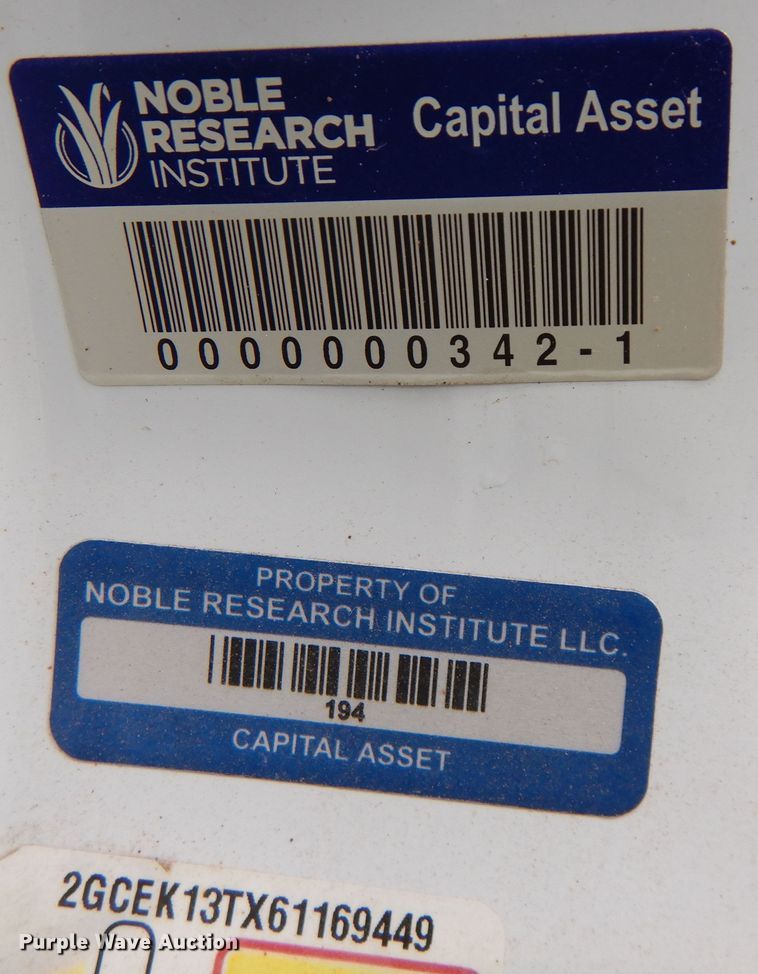 NOBLE
RESEARCH
INSTITUTE
Capital Asset
0000000342-1
PROPERTY OF
NOBLE RESEARCH INSTITUTE LLC.
194
CAPITAL ASSET
2GCEK13TX61169449
Purple Wave Auction